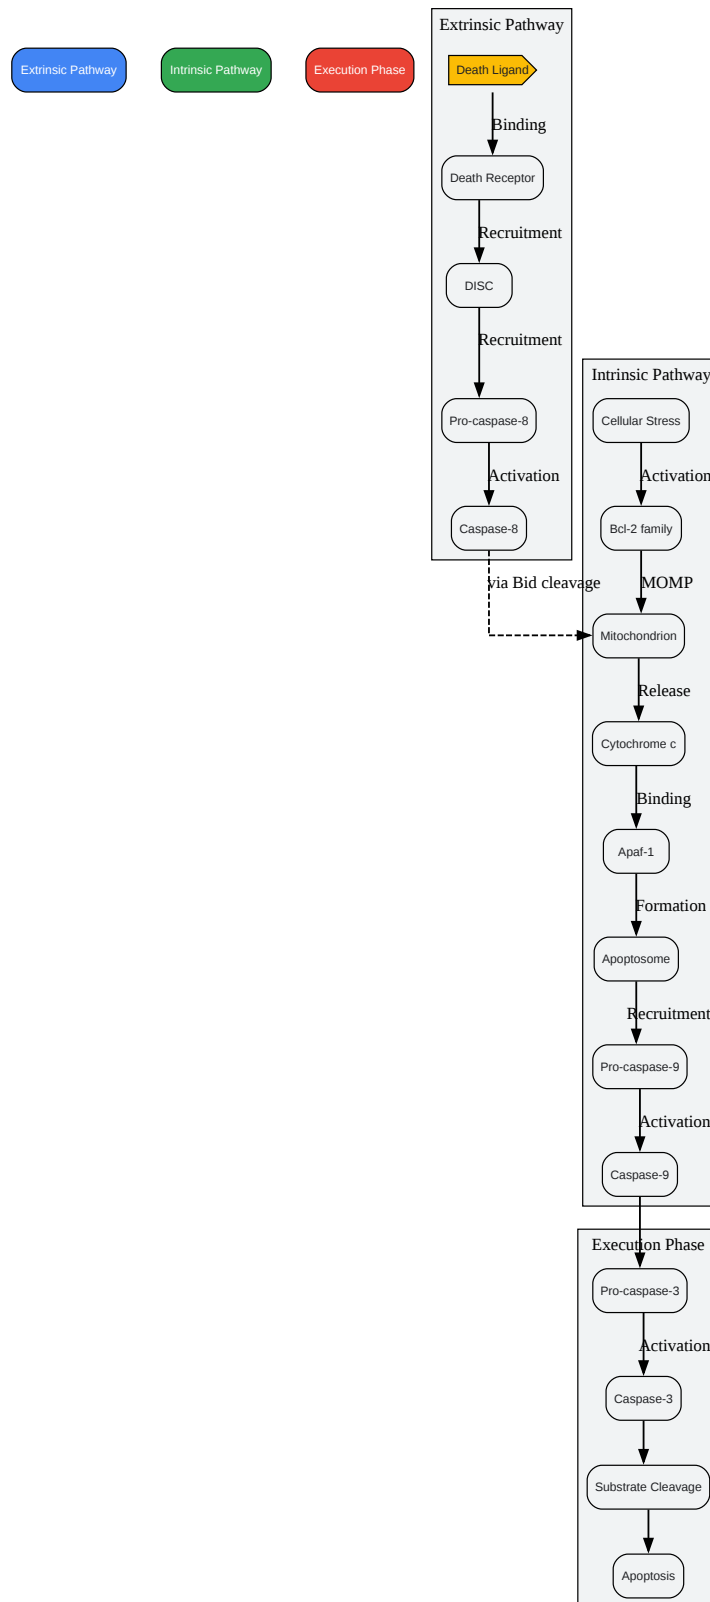 Extrinsic Pathway
Intrinsic Pathway
Execution Phase
Extrinsic Pathway
Death Ligand
Binding
Death Receptor
Recruitment
DISC
Recruitment
Pro-caspase-8
Activation
Caspase-8
via Bid cleavage
Intrinsic Pathway
Cellular Stress
Activation
Bcl-2 family
MOMP
Mitochondrion
Release
Cytochrome c
Binding
Apaf-1
Formation
Apoptosome
Recruitment
Pro-caspase-9
Activation
Caspase-9
Execution Phase
Pro-caspase-3
Activation
Caspase-3
Substrate Cleavage
Apoptosis